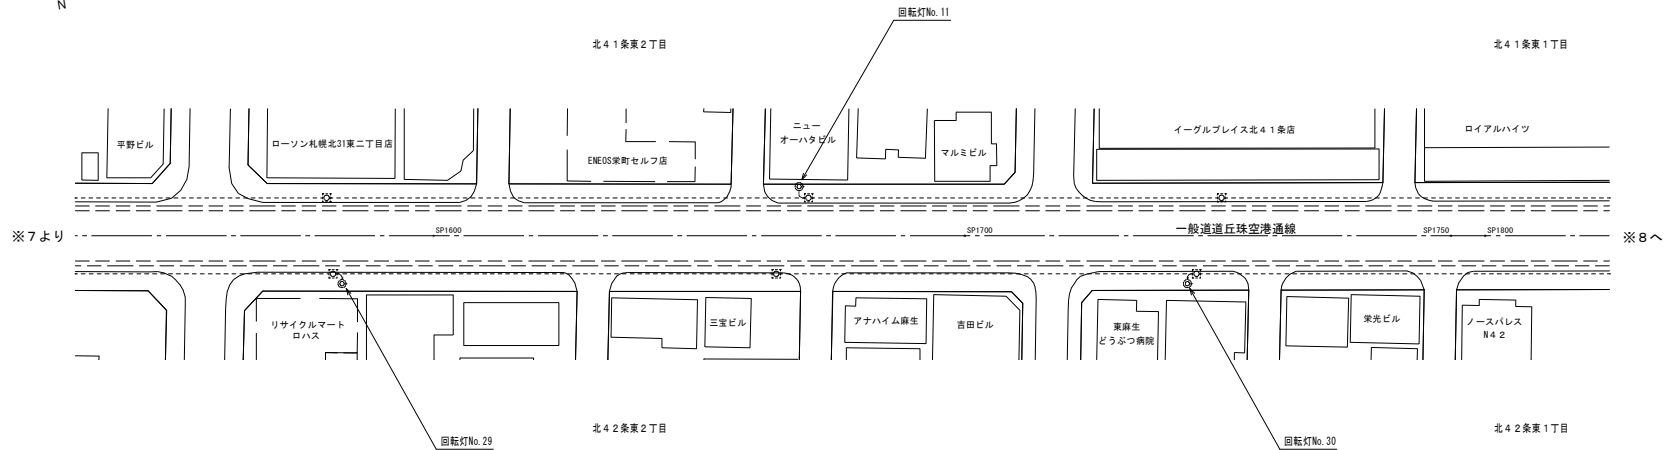 N
回転灯No.11
北41条東2丁目
北41条東1丁目
平野ビル
ローソン札幌北31東二丁目店
ENEOS栄町セルフ店
ニュー
オーハタビル
マルミビル
イーグルプレイス北41条店
ロイアルハイツ
※7より
SP1600
SP1700
一般道道丘珠空港通線
SP1750
SP1800
※8へ
リサイクルマート
ロハス
三宝ビル
アナハイム麻生
吉田ビル
東麻生
どうぶつ病院
栄光ビル
ノースパレス
N42
北42条東2丁目
北42条東1丁目
回転灯No.29
回転灯No.30